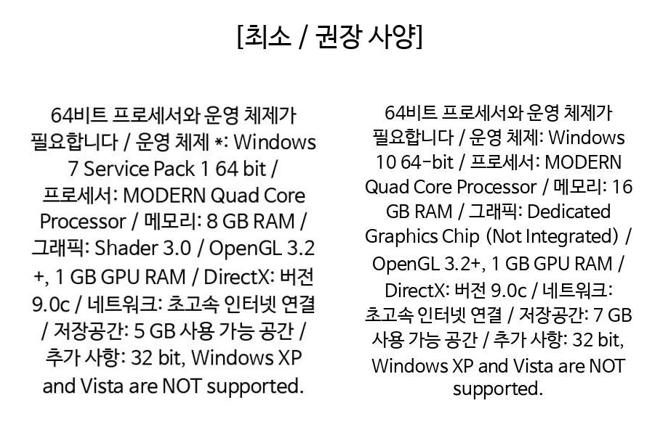 [최소 / 권장 사양]
64비트 프로세서와 운영 체제가
필요합니다 / 운영 체제 *: Windows
7 Service Pack 1 64 bit /
프로세서: MODERN Quad Core
Processor / 메모리: 8 GB RAM /
그래픽: Shader 3.0 / OpenGL 3.2
+, 1 GB GPU RAM / DirectX: 버전
9.0c / 네트워크: 초고속 인터넷 연결
/ 저장공간: 5 GB 사용 가능 공간 /
추가 사항: 32 bit, Windows XP
and Vista are NOT supported.
64비트 프로세서와 운영 체제가
필요합니다 / 운영 체제: Windows
10 64-bit / 프로세서: MODERN
Quad Core Processor / 메모리: 16
GB RAM / 그래픽: Dedicated
Graphics Chip (Not Integrated) /
OpenGL 3.2+, 1 GB GPU RAM /
DirectX: 버전 9.0c / 네트워크:
초고속 인터넷 연결 / 저장공간: 7 GB
사용 가능 공간 / 추가 사항: 32 bit,
Windows XP and Vista are NOT
supported.